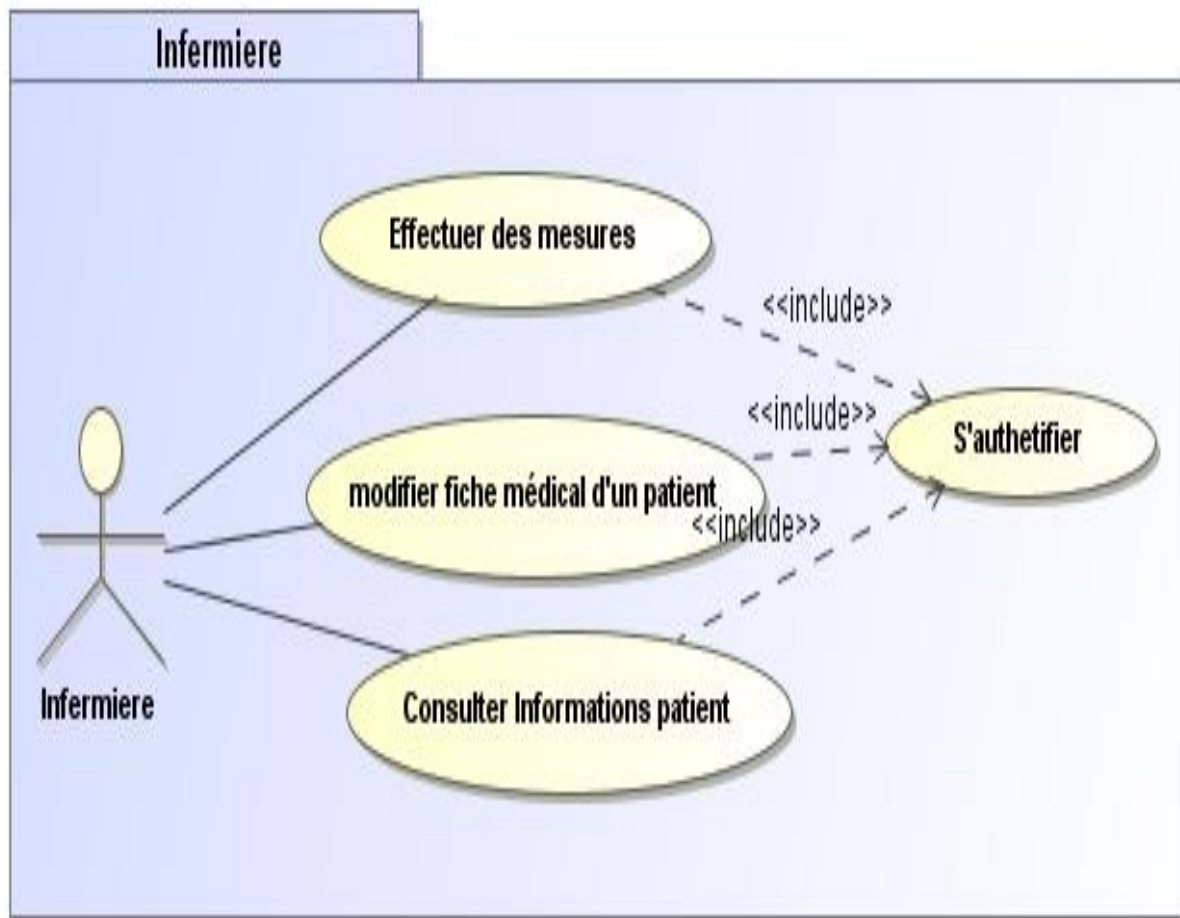 Infermiere
Effectuer des mesures
<<include>>
<<include>>
S'authetifier
modifier fiche médical d'un patient
<<include>>
Infermiere
Consulter Informations patient